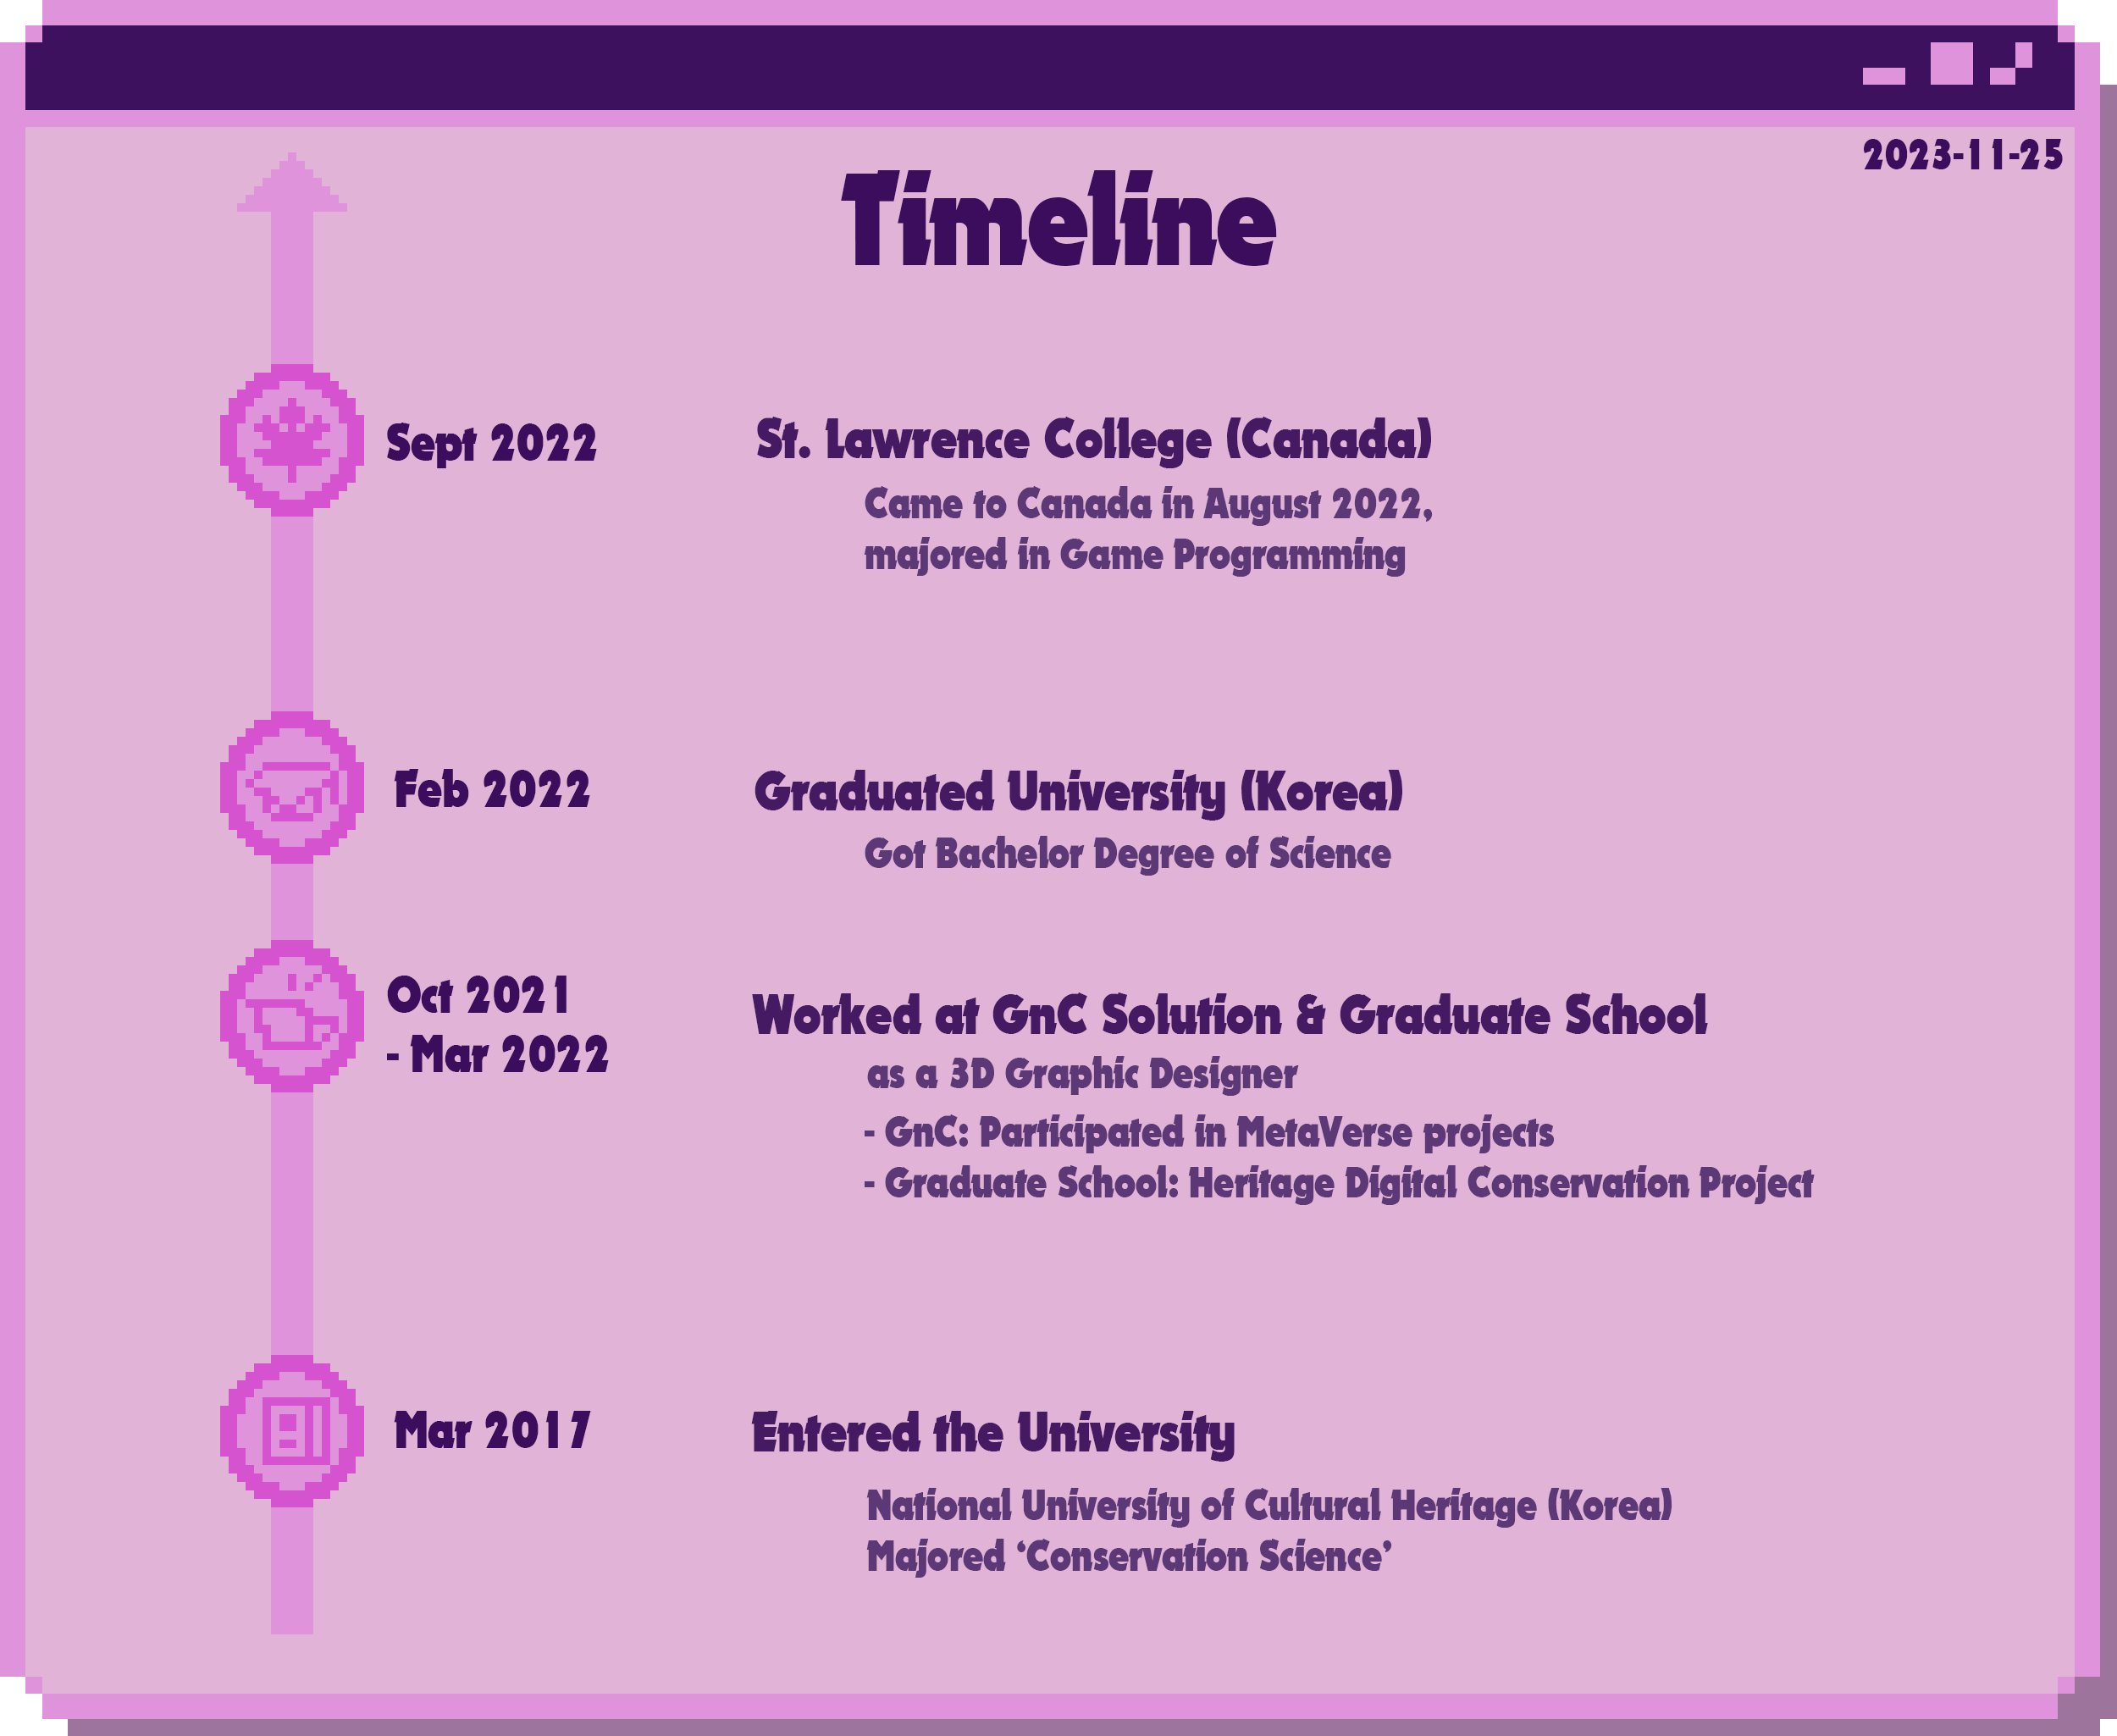 2023-11-25
Timeline
Sept 2022
St. Lawrence College (Canada)
Came to Canada in August 2022,
majored in Game Programming
Feb 2022
Graduated University (Korea)
Got Bachelor Degree of Science
Oct 2021
- Mar 2022
Worked at GnC Solution & Graduate School
as a 3D Graphic Designer
- GnC: Participated in MetaVerse projects
- Graduate School: Heritage Digital Conservation Project
Mar 2017
Entered the University
National University of Cultural Heritage (Korea)
Majored ‘Conservation Science’